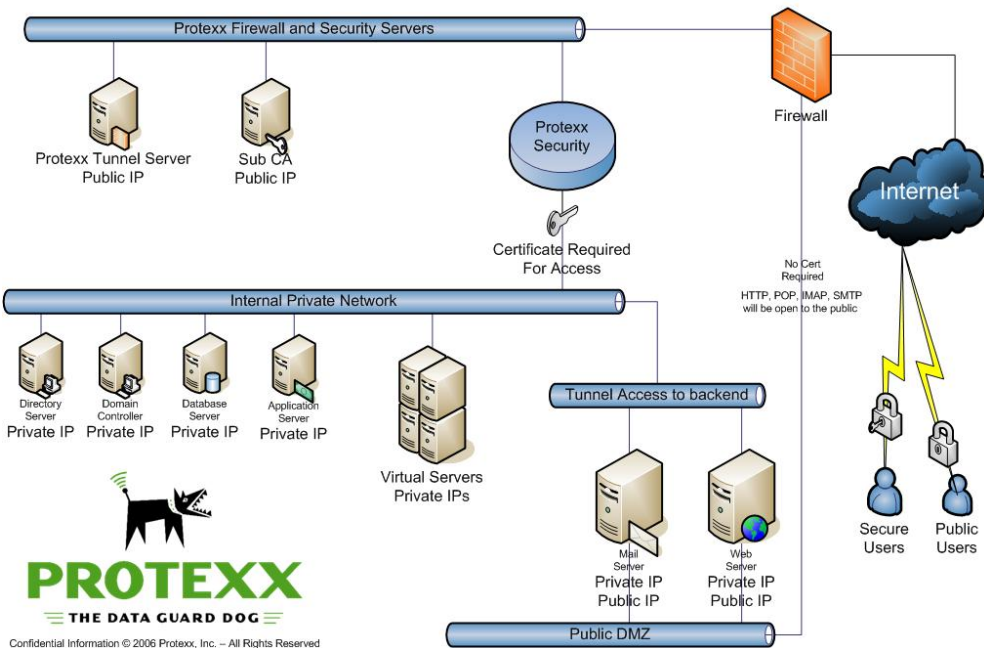 Protexx Firewall and Security Servers
Protexx Tunnel Server
Public IP
Sub CA
Public IP
Protexx
Security
Firewall
Internet
Certificate Required
For Access
No Cert
Required
HTTP, POP, IMAP, SMTP
will be open to the public
Internal Private Network
Directory
Server
Private IP
Domain
Controller
Private IP
Database
Server
Private IP
Application
Server
Private IP
Virtual Servers
Private IPs
Tunnel Access to backend
Mail
Server
Private IP
Public IP
Web
Server
Private IP
Public IP
Secure
Users
Public
Users
Public DMZ
PROTEXX
THE DATA GUARD DOG
Confidential Information © 2006 Protexx, Inc. – All Rights Reserved